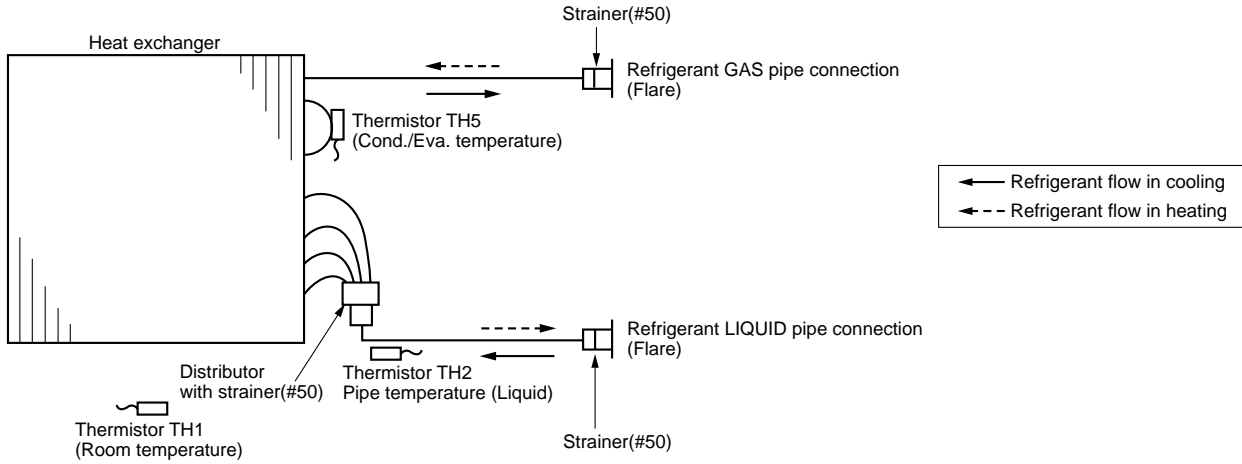 Strainer(#50)
Heat exchanger
Refrigerant GAS pipe connection
(Flare)
Thermistor TH5
(Cond./Eva. temperature)
Refrigerant flow in cooling
Refrigerant flow in heating
Refrigerant LIQUID pipe connection
(Flare)
Distributor
with strainer(#50)
Thermistor TH2
Pipe temperature (Liquid)
Thermistor TH1
(Room temperature)
Strainer(#50)